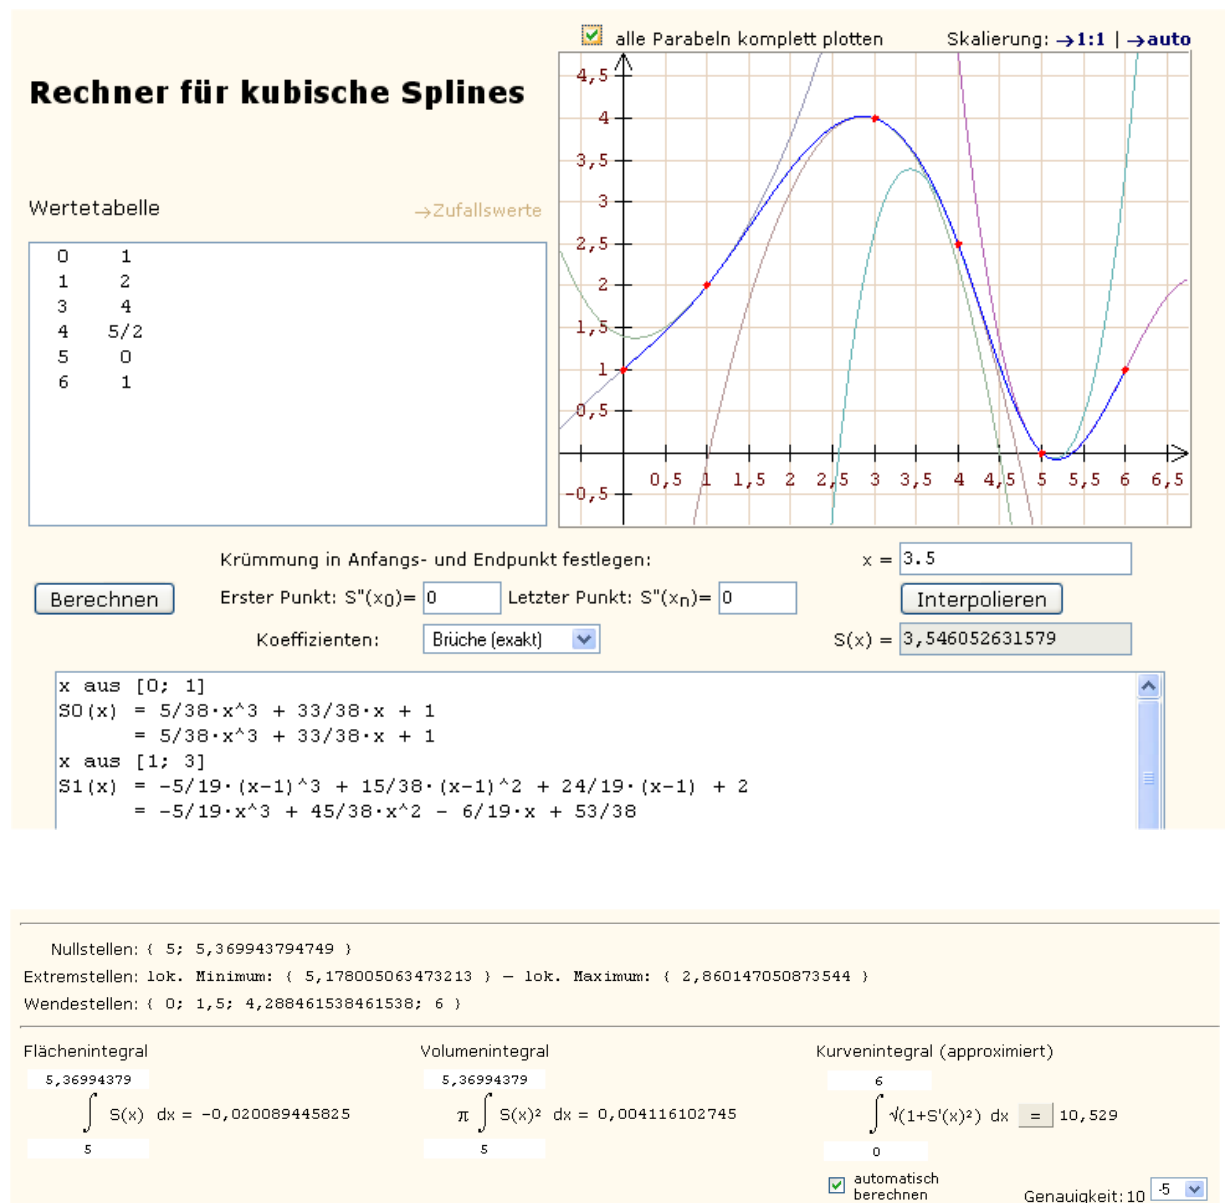 alle Parabeln komplett plotten Skalierung: →1:1 | →auto
Rechner für kubische Splines
4,5
4
3,5
3
2,5
2
1,5
1
0,5
-0,5
0,5 1 1,5 2 2,5 3 3,5 4 4,5 5 5,5 6 6,5
Wertetabelle →Zufallswerte
0 1
1 2
3 4
4 5/2
5 0
6 1
Krümmung in Anfangs- und Endpunkt festlegen: x = 3.5
Berechnen Erster Punkt: S"(x0)= 0 Letzter Punkt: S"(xn)= 0 Interpolieren
Koeffizienten: Brüche (exakt) S(x) = 3,546052631579
x aus [0; 1]
S0(x) = 5/38·x^3 + 33/38·x + 1
= 5/38·x^3 + 33/38·x + 1
x aus [1; 3]
S1(x) = -5/19·(x-1)^3 + 15/38·(x-1)^2 + 24/19·(x-1) + 2
= -5/19·x^3 + 45/38·x^2 - 6/19·x + 53/38
Nullstellen: { 5; 5,369943794749 }
Extremstellen: lok. Minimum: { 5,178005063473213 } — lok. Maximum: { 2,860147050873544 }
Wendestellen: { 0; 1,5; 4,288461538461538; 6 }
Flächenintegral Volumenintegral Kurvenintegral (approximiert)
5,36994379 5,36994379 6
∫ S(x) dx = -0,020089445825 π ∫ S(x)² dx = 0,004116102745 ∫ √(1+S'(x)²) dx = 10,529
5 5 0
automatisch
berechnen Genauigkeit: 10 -5